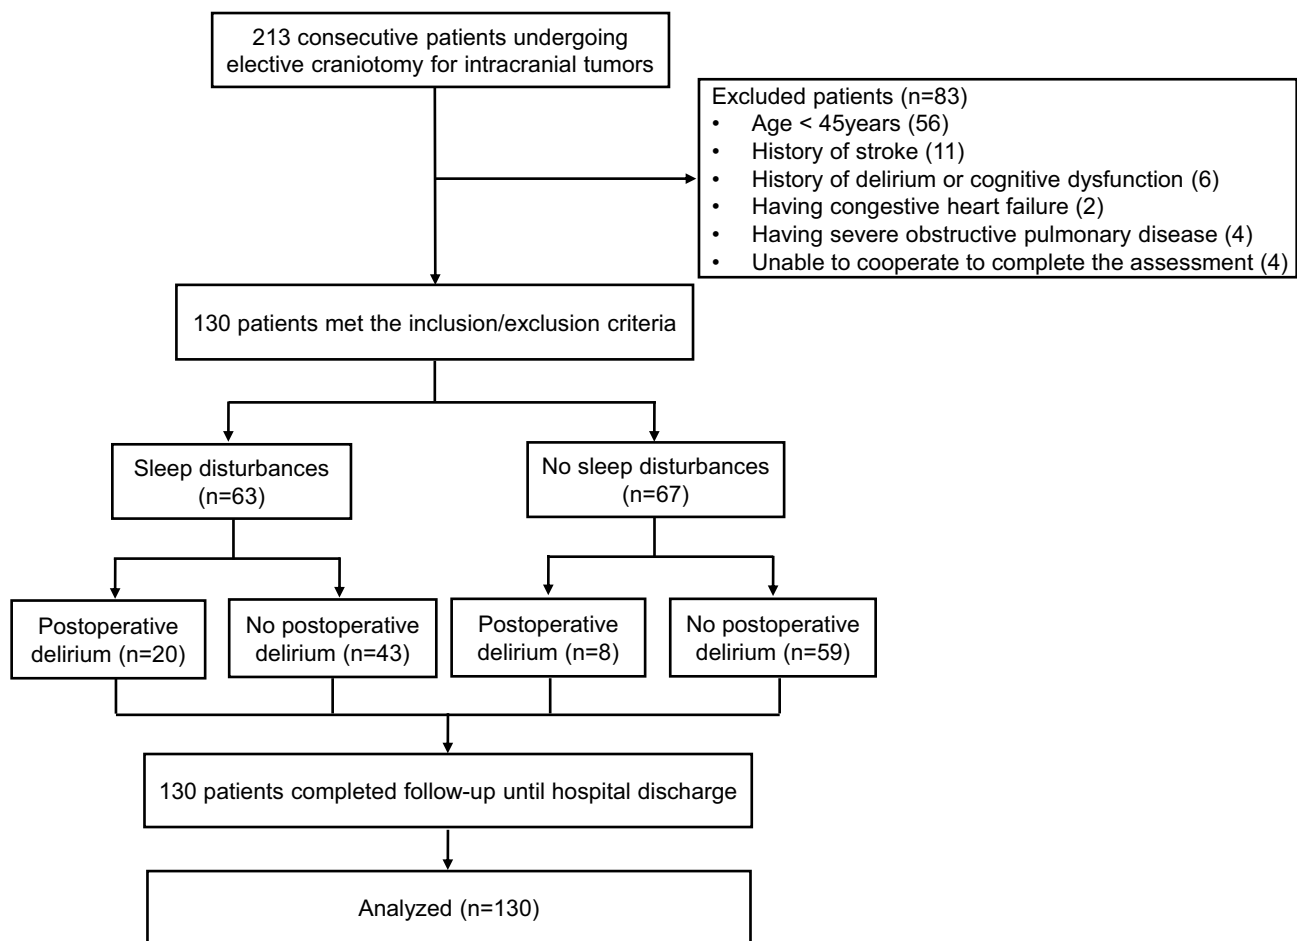 213 consecutive patients undergoing
elective craniotomy for intracranial tumors
Excluded patients (n=83)
• Age < 45years (56)
• History of stroke (11)
• History of delirium or cognitive dysfunction (6)
• Having congestive heart failure (2)
• Having severe obstructive pulmonary disease (4)
• Unable to cooperate to complete the assessment (4)
130 patients met the inclusion/exclusion criteria
Sleep disturbances
(n=63)
No sleep disturbances
(n=67)
Postoperative
delirium (n=20)
No postoperative
delirium (n=43)
Postoperative
delirium (n=8)
No postoperative
delirium (n=59)
130 patients completed follow-up until hospital discharge
Analyzed (n=130)